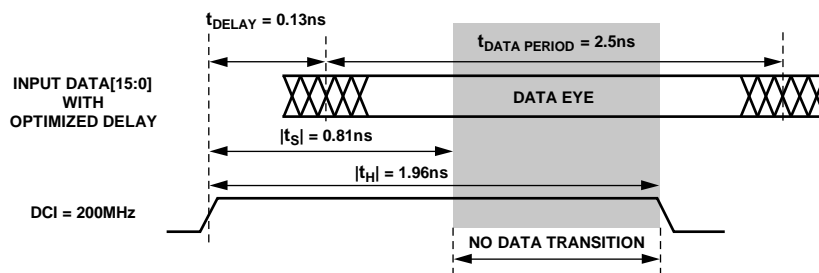 tDELAY = 0.13ns
tDATA PERIOD = 2.5ns
INPUT DATA[15:0]
WITH
OPTIMIZED DELAY
DATA EYE
|tS| = 0.81ns
|tH| = 1.96ns
DCI = 200MHz
NO DATA TRANSITION